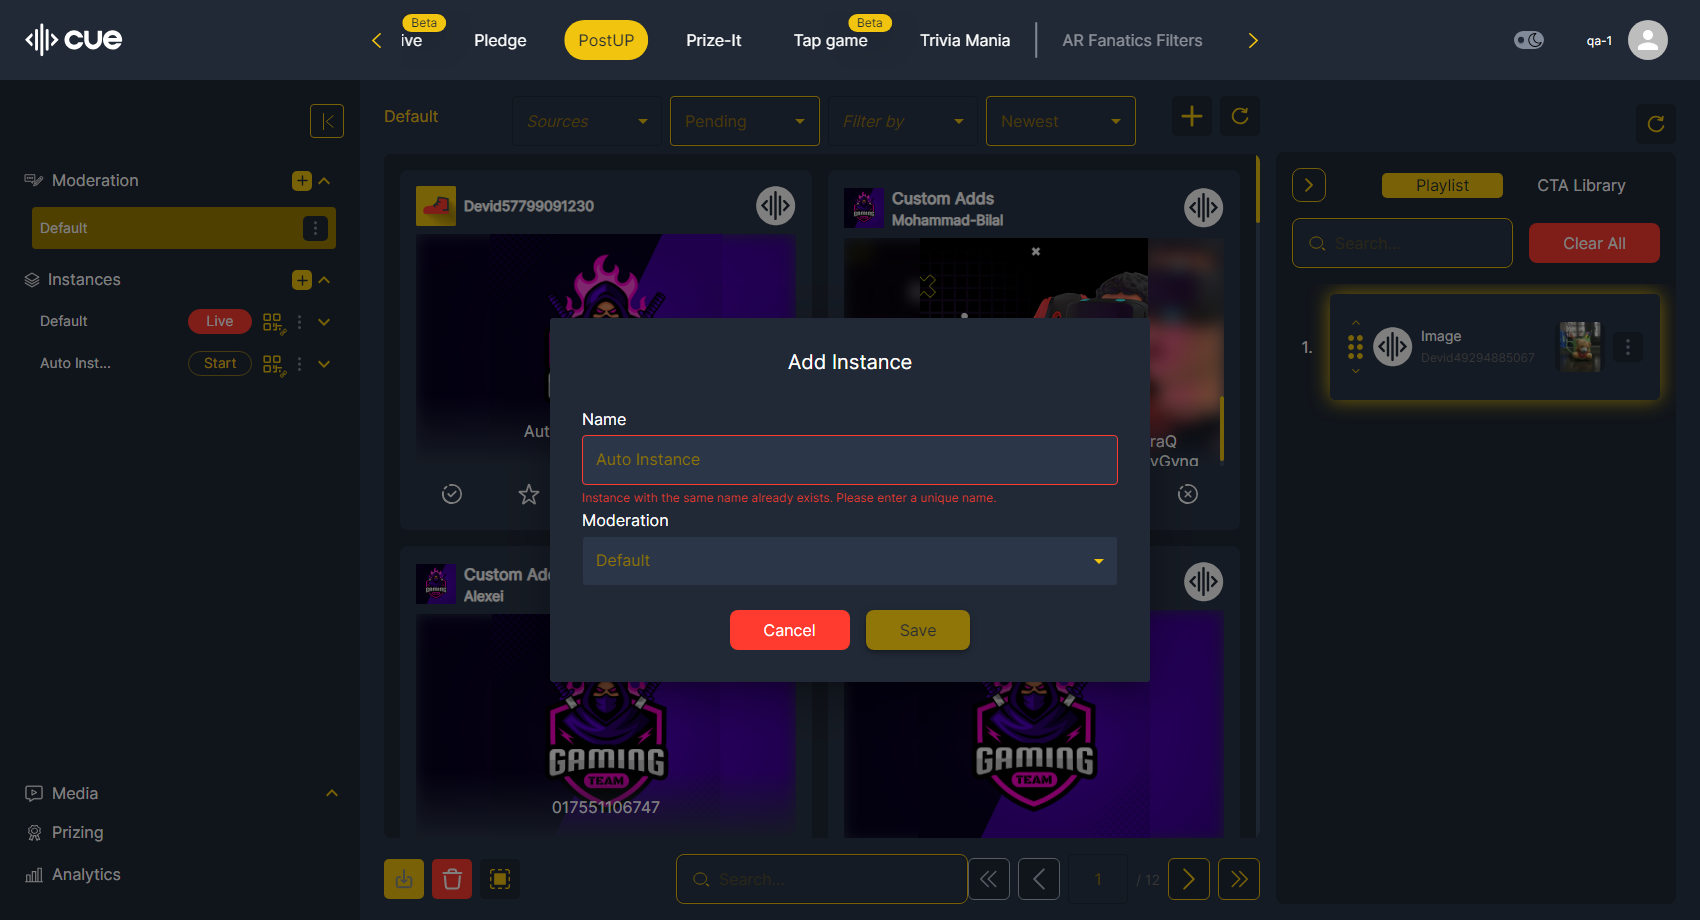 cue
Beta
ive
Pledge
PostUP
Prize-It
Beta
Tap game
Trivia Mania
AR Fanatics Filters
qa-1
Moderation
Default
Instances
Default
Live
Auto Inst...
Start
Media
Prizing
Analytics
Default
Sources
Pending
Filter by
Newest
Devid57799091230
Custom Adds
Mohammad-Bilal
Aut
raQ
yGvng
Custom Add
Alexei
GAMING
TEAM
017551106747
GAMING
TEAM
Add Instance
Name
Auto Instance
Instance with the same name already exists. Please enter a unique name.
Moderation
Default
Cancel
Save
Search...
1
/ 12
Playlist
CTA Library
Search...
Clear All
1.
Image
Devid49294885067